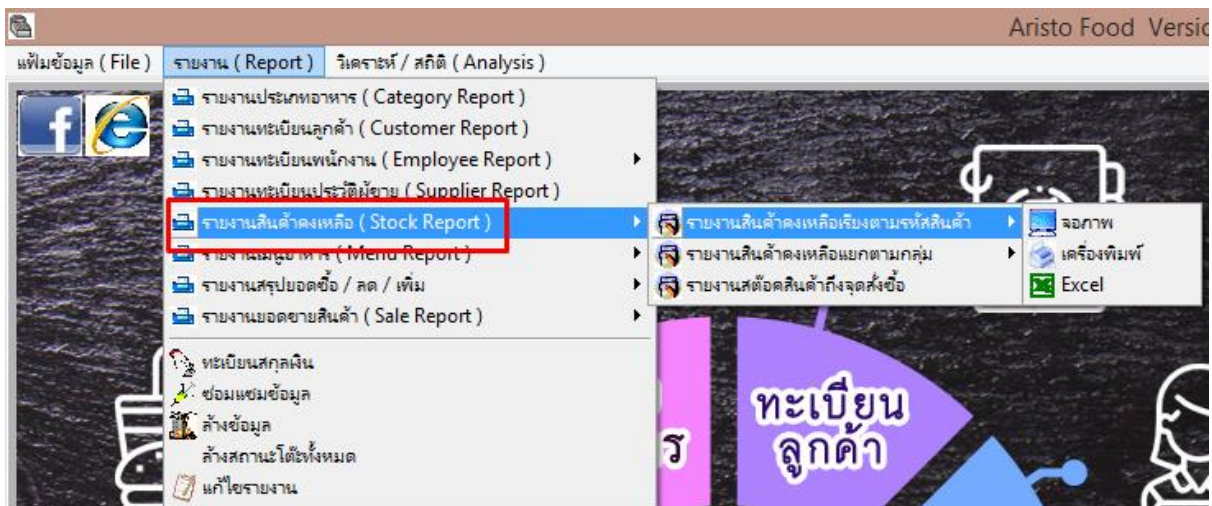 Aristo Food Versio
แฟ้มข้อมูล ( File ) รายงาน ( Report ) วิเคราะห์ / สถิติ ( Analysis )
รายงานประเภทอาหาร ( Category Report )
รายงานทะเบียนลูกค้า ( Customer Report )
รายงานทะเบียนพนักงาน ( Employee Report )
รายงานทะเบียนประวัติผู้ขาย ( Supplier Report )
รายงานสินค้าคงเหลือ ( Stock Report ) รายงานสินค้าคงเหลือเรียงตามรหัสสินค้า จอภาพ
รายงานเมนูอาหาร ( Menu Report ) รายงานสินค้าคงเหลือแยกตามกลุ่ม เครื่องพิมพ์
รายงานสรุปยอดซื้อ / ลด / เพิ่ม รายงานสต๊อคสินค้าถึงจุดสั่งซื้อ Excel
รายงานยอดขายสินค้า ( Sale Report )
ทะเบียนสกุลเงิน
ซ่อมแซมข้อมูล
ล้างข้อมูล
ล้างสถานะโต๊ะทั้งหมด
แก้ไขรายงาน
ทะเบียน
ลูกค้า
ร